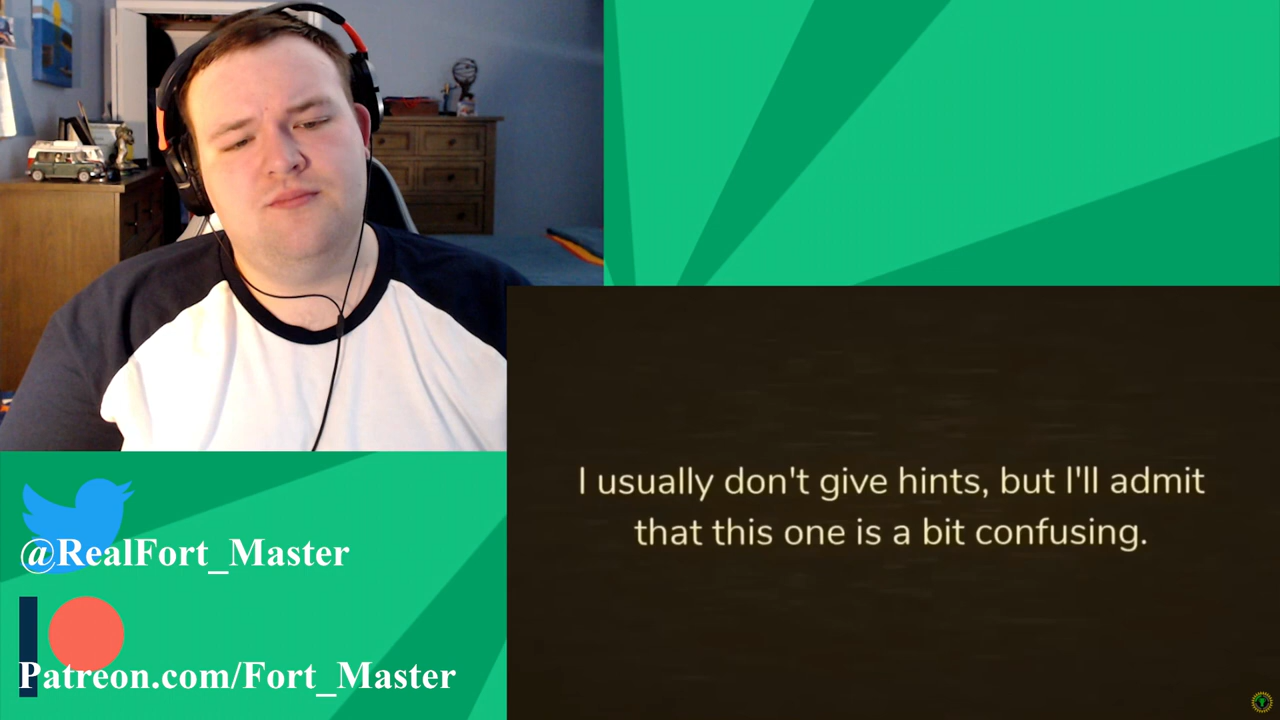 I usually don't give hints, but I'll admit
that this one is a bit confusing.
@RealFort_Master
Patreon.com/Fort_Master